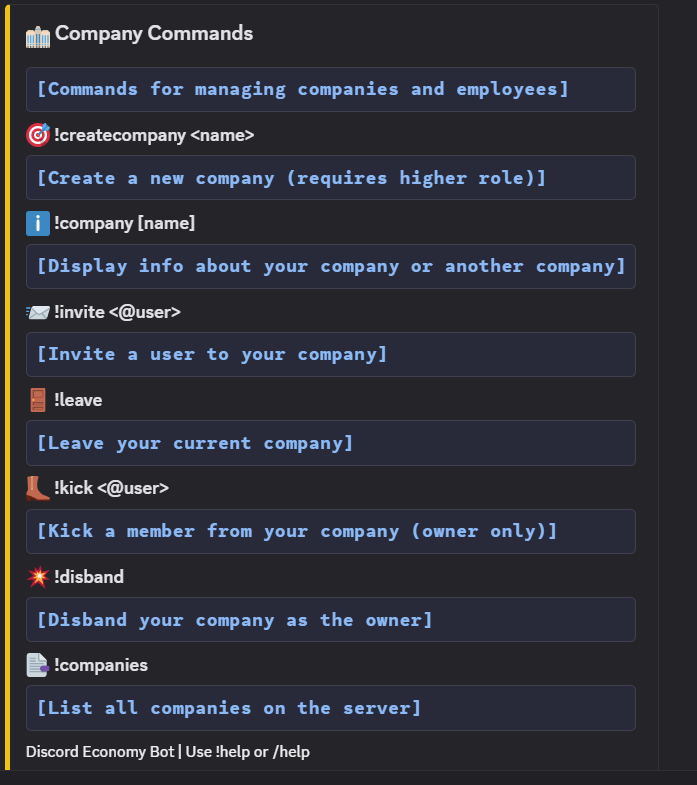 Company Commands
[Commands for managing companies and employees]
!createcompany <name>
[Create a new company (requires higher role)]
!company [name]
[Display info about your company or another company]
!invite <@user>
[Invite a user to your company]
!leave
[Leave your current company]
!kick <@user>
[Kick a member from your company (owner only)]
!disband
[Disband your company as the owner]
!companies
[List all companies on the server]
Discord Economy Bot | Use !help or /help